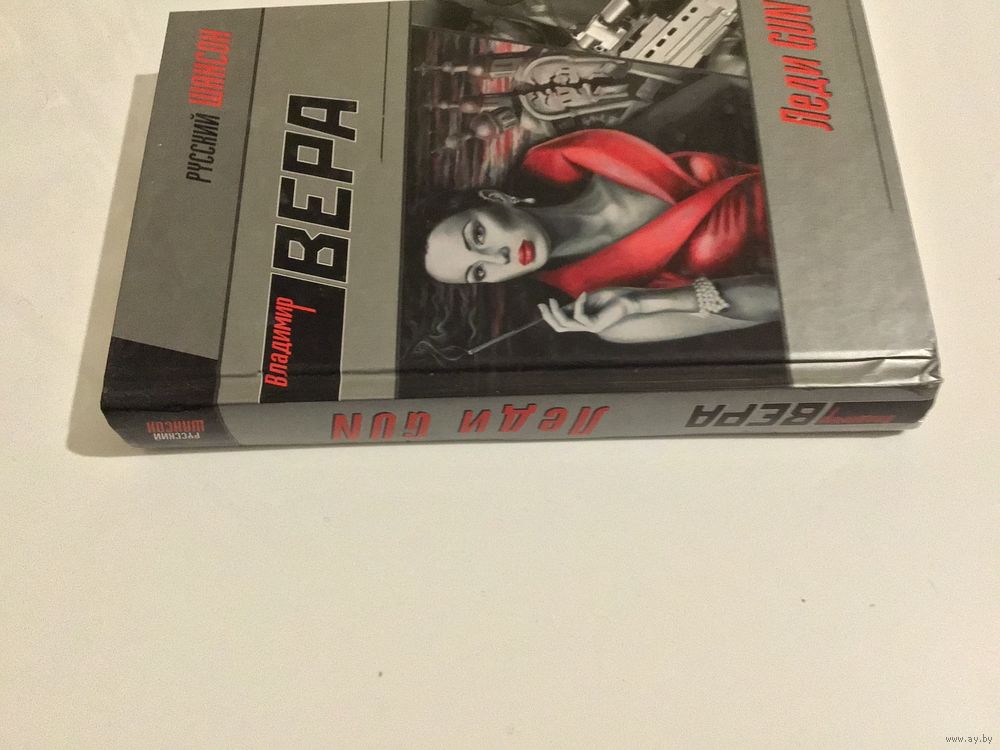 РУССКИЙ ШАНСОН
Владимир
ВЕРА
Леди GUN
РУССКИЙ
ШАНСОН
Леди GUN
ВЕРА
www.ay.by